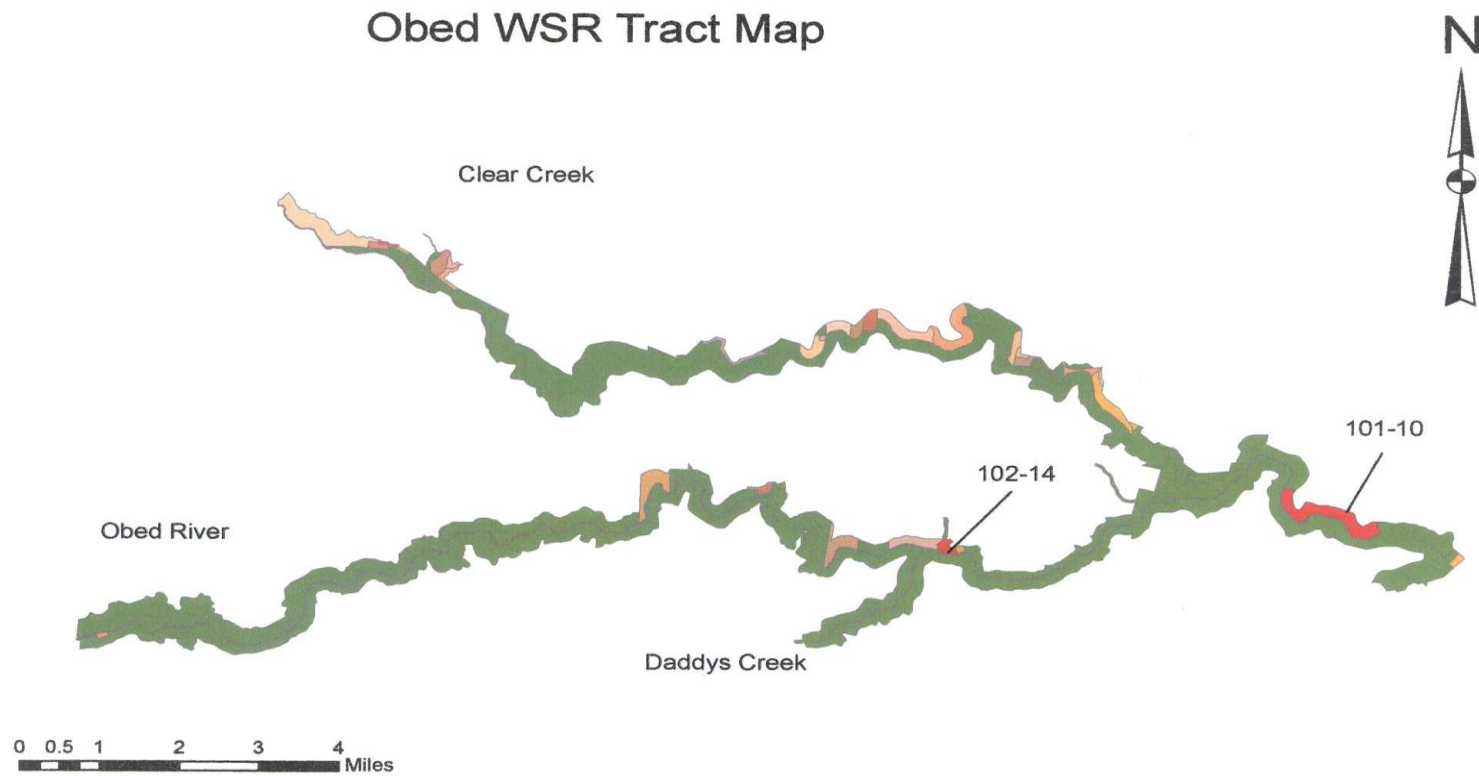 Obed WSR Tract Map
N
Clear Creek
101-10
102-14
Obed River
Daddys Creek
0 0.5 1 2 3 4
Miles